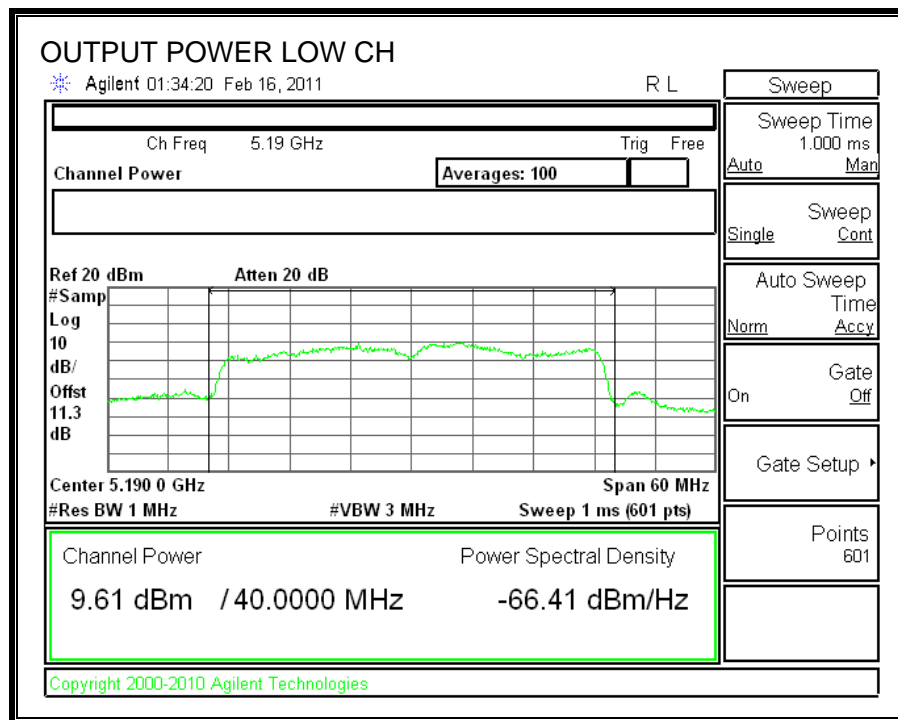 OUTPUT POWER LOW CH
Agilent 01:34:20 Feb 16, 2011 R L
Sweep
Ch Freq 5.19 GHz Trig Free
Channel Power Averages: 100
Sweep Time
1.000 ms
Auto Man
Sweep
Single Cont
Auto Sweep
Time
Norm Accy
Gate
On Off
Gate Setup
Points
601
Ref 20 dBm Atten 20 dB
#Samp
Log
10
dB/
Offst
11.3
dB
Center 5.190 0 GHz Span 60 MHz
#Res BW 1 MHz #VBW 3 MHz Sweep 1 ms (601 pts)
Channel Power Power Spectral Density
9.61 dBm / 40.0000 MHz -66.41 dBm/Hz
Copyright 2000-2010 Agilent Technologies